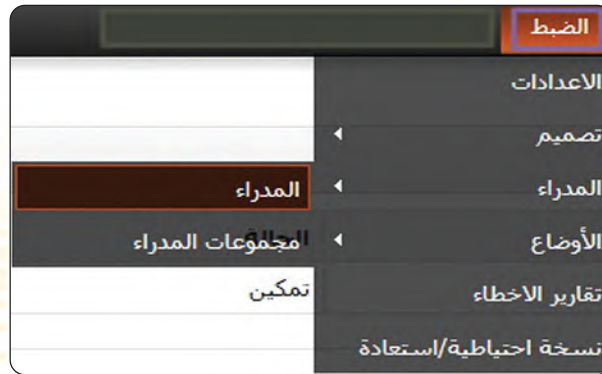 الضبط
الاعدادات
تصميم
المدراء
المدراء
الأوضاع
مجموعات المدراء
الحالة
تقارير الاخطاء
تمكين
نسخة احتياطية/استعادة